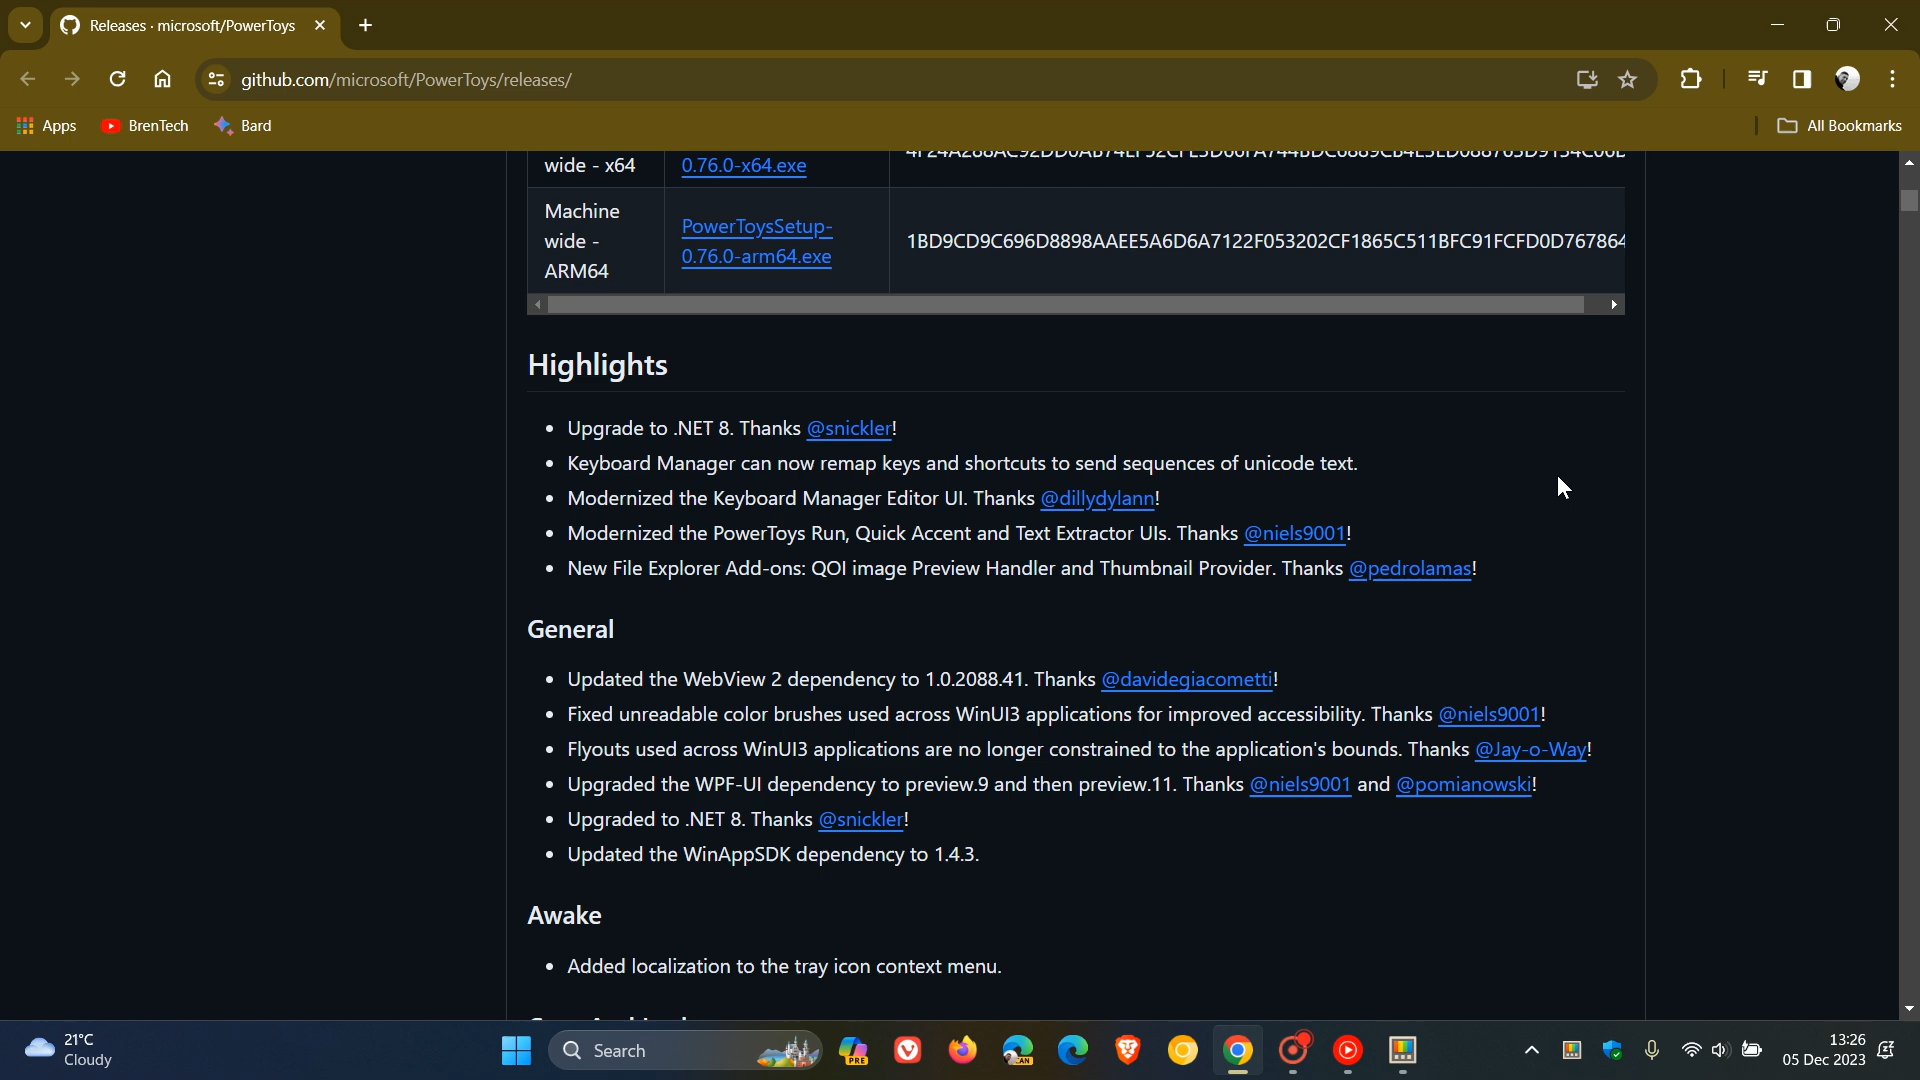 Releases · microsoft/PowerToys
github.com/microsoft/PowerToys/releases/
Apps BrenTech Bard All Bookmarks
wide - x64 0.76.0-x64.exe
Machine wide - ARM64 PowerToysSetup-0.76.0-arm64.exe 1BD9CD9C696D8898AAEE5A6D6A7122F053202CF1865C511BFC91FCFD0D767864
Highlights
• Upgrade to .NET 8. Thanks @snickler!
• Keyboard Manager can now remap keys and shortcuts to send sequences of unicode text.
• Modernized the Keyboard Manager Editor UI. Thanks @dillydylann!
• Modernized the PowerToys Run, Quick Accent and Text Extractor UIs. Thanks @niels9001!
• New File Explorer Add-ons: QOI image Preview Handler and Thumbnail Provider. Thanks @pedrolamas!
General
• Updated the WebView 2 dependency to 1.0.2088.41. Thanks @davidegiacometti!
• Fixed unreadable color brushes used across WinUI3 applications for improved accessibility. Thanks @niels9001!
• Flyouts used across WinUI3 applications are no longer constrained to the application's bounds. Thanks @Jay-o-Way!
• Upgraded the WPF-UI dependency to preview.9 and then preview.11. Thanks @niels9001 and @pomianowski!
• Upgraded to .NET 8. Thanks @snickler!
• Updated the WinAppSDK dependency to 1.4.3.
Awake
• Added localization to the tray icon context menu.
21°C
Cloudy
Search
PRE
CAN
13:26
05 Dec 2023